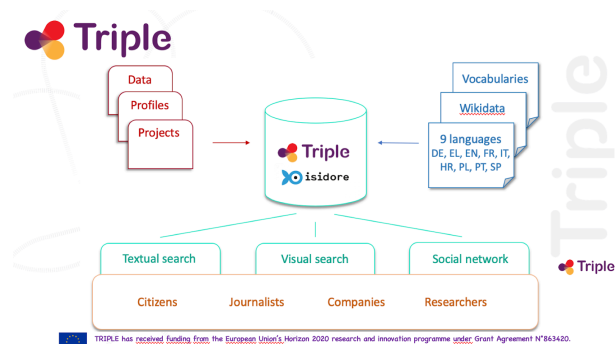 Triple
Data
Profiles
Projects
Vocabularies
Wikidata
9 languages
DE, EL, EN, FR, IT,
HR, PL, PT, SP
Triple
isidore
Triple
Textual search
Visual search
Social network
Triple
Citizens
Journalists
Companies
Researchers
TRIPLE has received funding from the European Union's Horizon 2020 research and innovation programme under Grant Agreement N°863420.